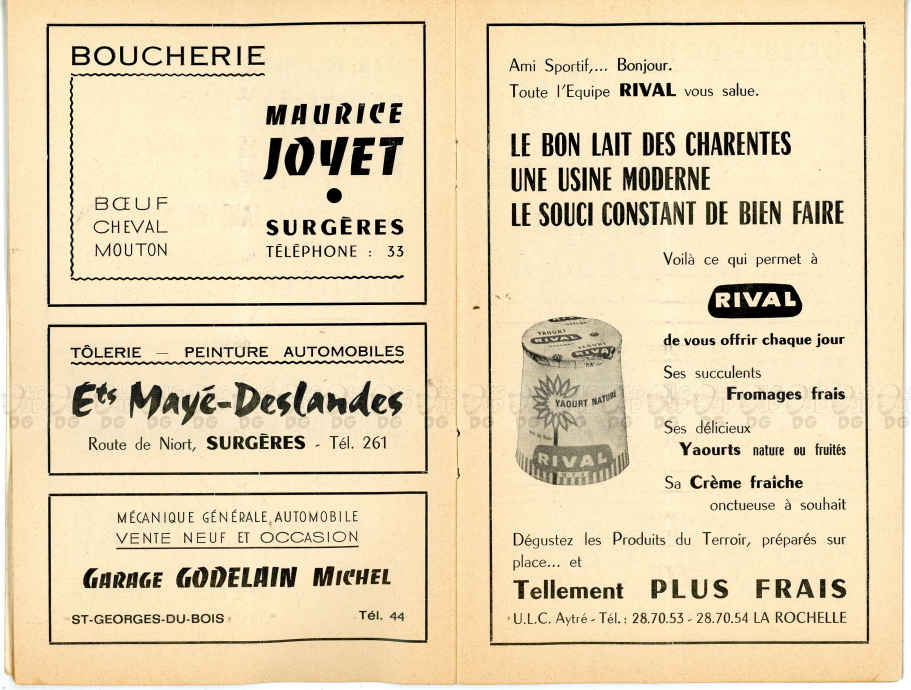 BOUCHERIE
MAURICE
JOYET
BŒUF
CHEVAL
MOUTON
SURGÈRES
TÉLÉPHONE : 33
TÔLERIE — PEINTURE AUTOMOBILES
Ets Mayé-Deslandes
Route de Niort, SURGÈRES - Tél. 261
MÉCANIQUE GÉNÉRALE AUTOMOBILE
VENTE NEUF ET OCCASION
GARAGE GODELAIN MICHEL
ST-GEORGES-DU-BOIS Tél. 44
Ami Sportif,... Bonjour.
Toute l'Equipe RIVAL vous salue.
LE BON LAIT DES CHARENTES
UNE USINE MODERNE
LE SOUCI CONSTANT DE BIEN FAIRE
Voilà ce qui permet à
RIVAL
de vous offrir chaque jour
Ses succulents
Fromages frais
Ses délicieux
Yaourts nature ou fruités
Sa Crème fraiche
onctueuse à souhait
YAOURT
RIVAL
YAOURT
RIVAL
YAOURT NATURE
RIVAL
Dégustez les Produits du Terroir, préparés sur
place... et
Tellement PLUS FRAIS
U.L.C. Aytré - Tél. : 28.70.53 - 28.70.54 LA ROCHELLE